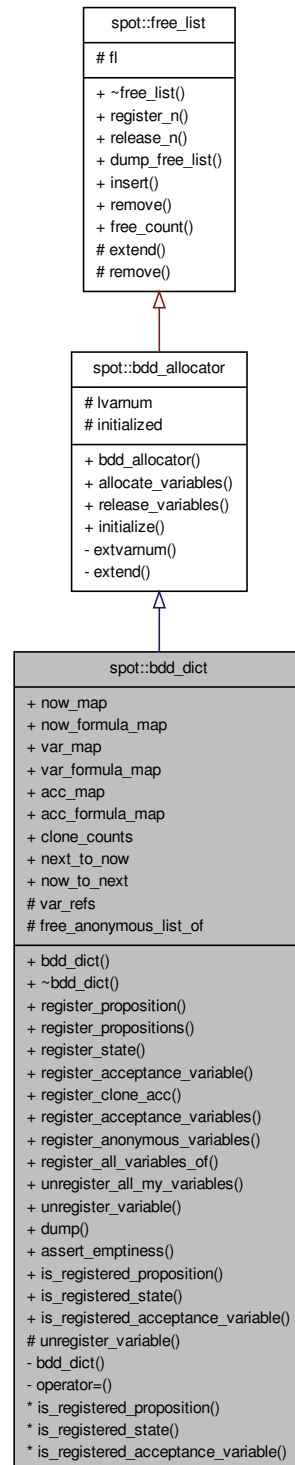 spot::free_list
# fl
+ ~free_list()
+ register_n()
+ release_n()
+ dump_free_list()
+ insert()
+ remove()
+ free_count()
# extend()
# remove()
spot::bdd_allocator
# lvarnum
# initialized
+ bdd_allocator()
+ allocate_variables()
+ release_variables()
+ initialize()
- extvarnum()
- extend()
spot::bdd_dict
+ now_map
+ now_formula_map
+ var_map
+ var_formula_map
+ acc_map
+ acc_formula_map
+ clone_counts
+ next_to_now
+ now_to_next
# var_refs
# free_anonymous_list_of
+ bdd_dict()
+ ~bdd_dict()
+ register_proposition()
+ register_propositions()
+ register_state()
+ register_acceptance_variable()
+ register_clone_acc()
+ register_acceptance_variables()
+ register_anonymous_variables()
+ register_all_variables_of()
+ unregister_all_my_variables()
+ unregister_variable()
+ dump()
+ assert_emptiness()
+ is_registered_proposition()
+ is_registered_state()
+ is_registered_acceptance_variable()
# unregister_variable()
- bdd_dict()
- operator=()
* is_registered_proposition()
* is_registered_state()
* is_registered_acceptance_variable()